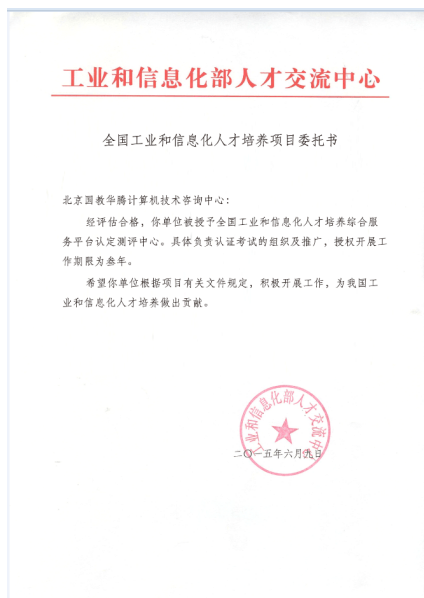 工业和信息化部人才交流中心
全国工业和信息化人才培养项目委托书
北京国教华腾计算机技术咨询中心：
经评估合格，你单位被授予全国工业和信息化人才培养综合服
务平台认定测评中心。具体负责认证考试的组织及推广，授权开展工
作期限为叁年。
希望你单位根据项目有关文件规定，积极开展工作，为我国工
业和信息化人才培养做出贡献。
工业和信息化部人才交流中心
二〇一五年六月九日